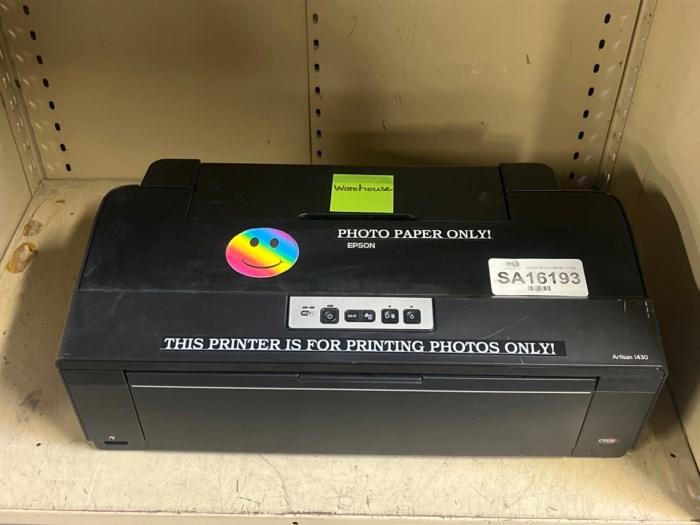 Warehouse
PHOTO PAPER ONLY!
EPSON
SA16193
THIS PRINTER IS FOR PRINTING PHOTOS ONLY!
Artisan 1430